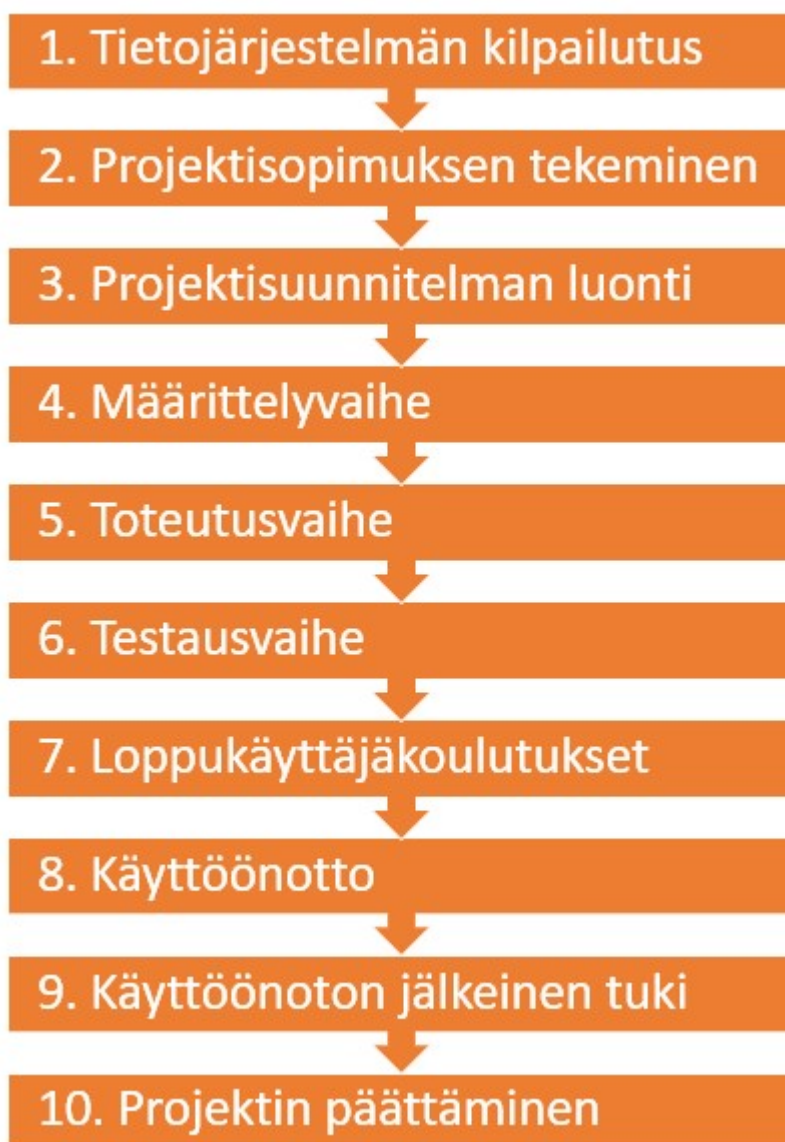 1. Tietojärjestelmän kilpailutus
2. Projektisopimuksen tekeminen
3. Projektisuunnitelman luonti
4. Määrittelyvaihe
5. Toteutusvaihe
6. Testausvaihe
7. Loppukäyttäjäkoulutukset
8. Käyttöönotto
9. Käyttöönoton jälkeinen tuki
10. Projektin päättäminen